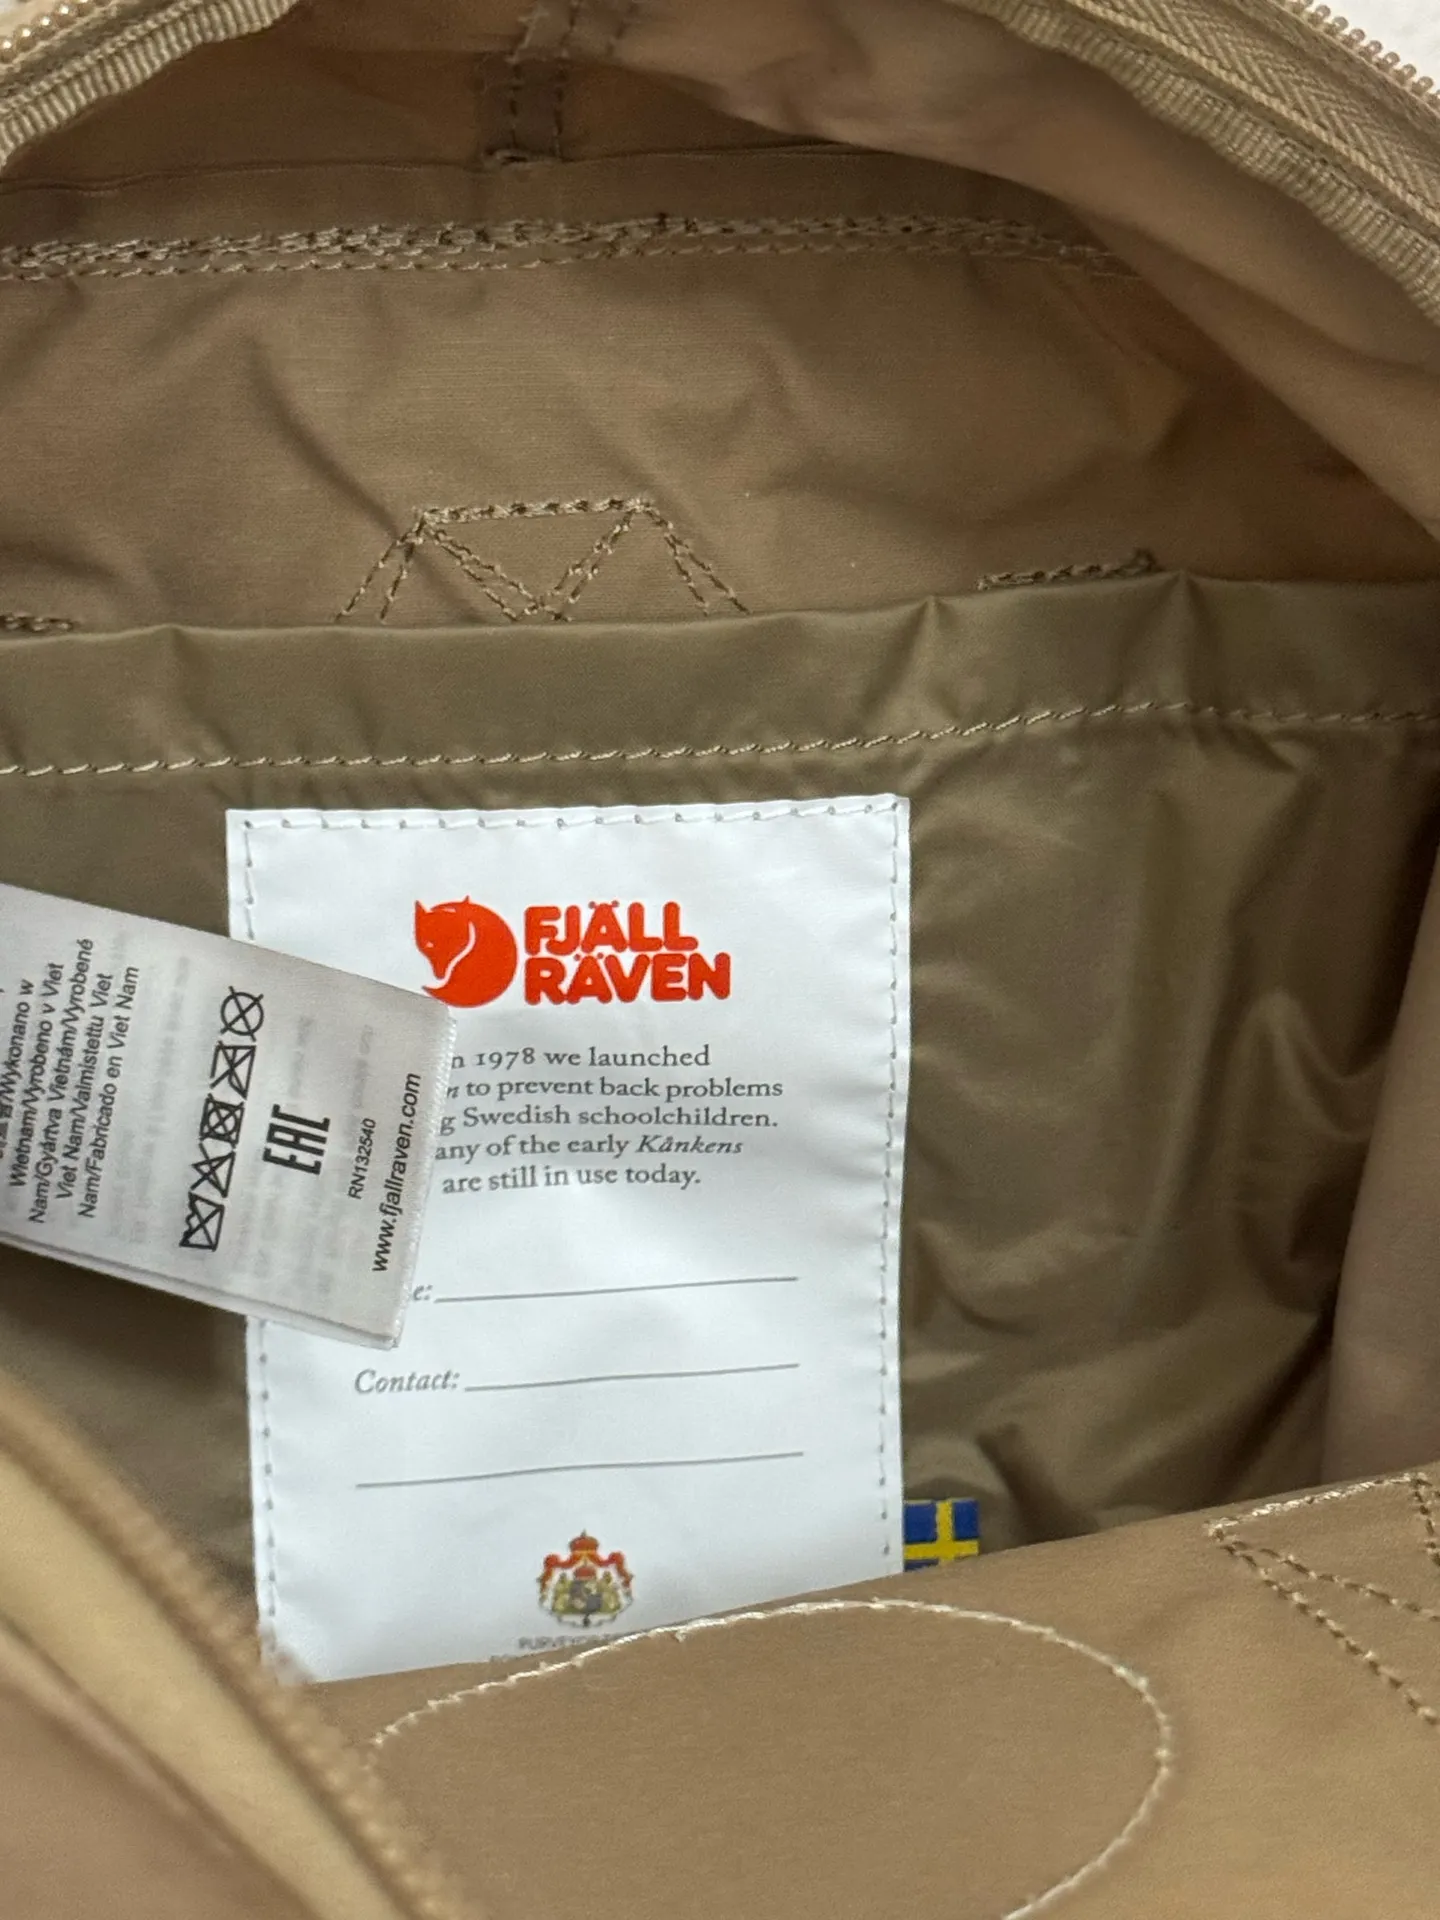 FJÄLL
RÄVEN
1978 we launched
to prevent back problems
Swedish schoolchildren.
of the early Kånkens
are still in use today.
Contact:
Wykonano w
Wietnam/Vyrobeno v Viet
Nam/Gyártva Vietnám/Vyrobené
Viet Nam/Valmistettu Viet
Nam/Fabricado en Viet Nam
EAC
RN132540
www.fjallraven.com